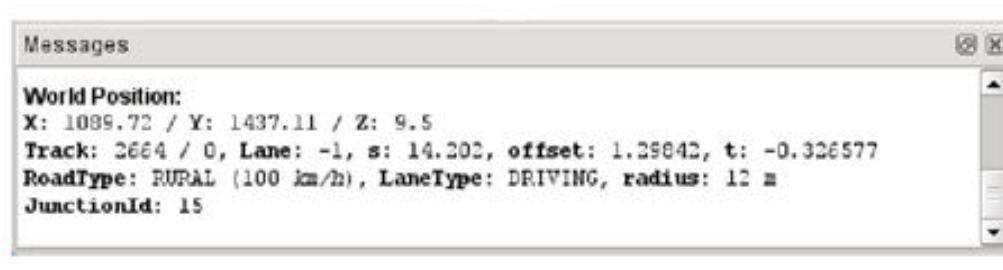 Messages
World Position:
X: 1089.72 / Y: 1437.11 / Z: 9.5
Track: 2664 / 0, Lane: -1, s: 14.202, offset: 1.29842, t: -0.326577
RoadType: RURAL (100 km/h), LaneType: DRIVING, radius: 12 m
JunctionId: 15